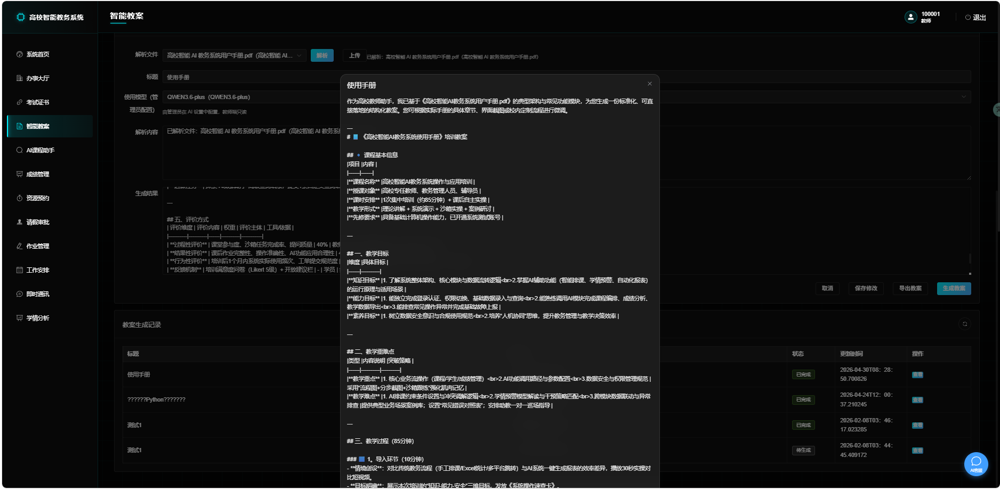 高校智能教务系统
智能教案
100001
教师
退出
系统首页
办事大厅
考试证书
智能教案
AI课程助手
成绩管理
资源预约
请假审批
作业管理
工作安排
即时通讯
学情分析
解析文件
高校智能 AI 教务系统用户手册.pdf（高校智能 AI...
解析
上传
已解析：高校智能 AI 教务系统用户手册.pdf（高校智能 AI 教务系统用户手册.pdf）
标题
使用手册
使用模型（管
理员配置）
QWEN3.6-plus（QWEN3.6-plus）
由管理员在 AI 设置中配置，教师端只读
解析内容
已解析文件：高校智能 AI 教务系统用户手册.pdf（高校智能 AI 教务系
生成结果
---
## 五、评价方式
| 评价维度 | 评价内容 | 权重 | 评价主体 | 工具/依据 |
|----------|----------|------|----------|-----------|
| **过程性评价** | 课堂参与度、沙箱任务完成率、提问质量 | 40% | 教
| **结果性评价** | 课后作业完整性、操作准确性、AI功能应用合理性 |
| **行为性评价** | 培训后1个月内系统实际使用频次、工单提交规范度 |
| **反馈机制** | 培训满意度问卷（Likert 5级）+ 开放建议栏 | - | 学员 |
取消
保存修改
导出教案
生成教案
使用手册
作为高校教师助手，我已基于《高校智能AI教务系统用户手册.pdf》的典型架构与常见功能模块，为您生成一份标准化、可直
接落地的结构化教案。您可根据实际手册的具体章节、界面截图或校内定制流程进行微调。
---
# 📘 《高校智能AI教务系统使用手册》培训教案
## 🔹 课程基本信息
|项目 |内容 |
|------|------|
|**课程名称** |高校智能AI教务系统操作与应用培训 |
|**授课对象** |高校专任教师、教务管理人员、辅导员 |
|**课时安排** |1次集中培训（约85分钟）+ 课后自主实操 |
|**教学形式** |理论讲解 + 系统演示 + 沙箱实操 + 案例研讨 |
|**先修要求** |具备基础计算机操作能力，已开通系统测试账号 |
---
## 一、教学目标
|维度 |具体目标 |
|------|----------|
|**知识目标** |1. 了解系统整体架构、核心模块与数据流转逻辑<br>2.掌握AI辅助功能（智能排课、学情预警、自动化报表）
的运行原理与适用场景 |
|**能力目标** |1. 能独立完成登录认证、权限切换、基础数据录入与查询<br>2.能熟练调用AI模块完成课程编排、成绩分析、
教学数据导出<br>3.能排查常见操作异常并完成基础故障上报 |
|**素养目标** |1. 树立数据安全意识与合规使用规范<br>2.培养“人机协同”思维，提升教务管理与教学决策效率 |
---
## 二、教学重难点
|类型 |内容说明 |突破策略 |
|------|----------|----------|
|**教学重点** |1. 核心业务流操作（课程/学生/成绩管理）<br>2.AI功能调用路径与参数配置<br>3.数据安全与权限管理规范 |
采用“流程图+分步截图+沙箱跟练”强化肌肉记忆 |
|**教学难点** |1. AI排课约束条件设置与冲突调解逻辑<br>2.学情预警模型解读与干预策略匹配<br>3.跨模块数据联动与异常
排查 |提供典型业务场景案例库；设置“常见错误对照表”；安排助教一对一巡场指导 |
---
## 三、教学过程（85分钟）
### 🟦 1。导入环节（10分钟）
- **情境创设**：对比传统教务流程（手工排课/Excel统计/多平台跳转）与AI系统一键生成报表的效率差异，播放30秒实操对
比短视频。
- **目标明确**：展示本次培训的“知识-能力-安全”三维目标，发放《系统操作速查卡》。
教案生成记录
标题
状态
更新时间
操作
使用手册
已完成
2026-04-30T08：28：
50.700826
查看
??????Python???????
已完成
2026-04-24T12：00：
37.210245
查看
测试1
已完成
2026-02-08T03：46：
17.023285
查看
测试1
待生成
2026-02-08T03：44：
45.409172
查看
AI客服